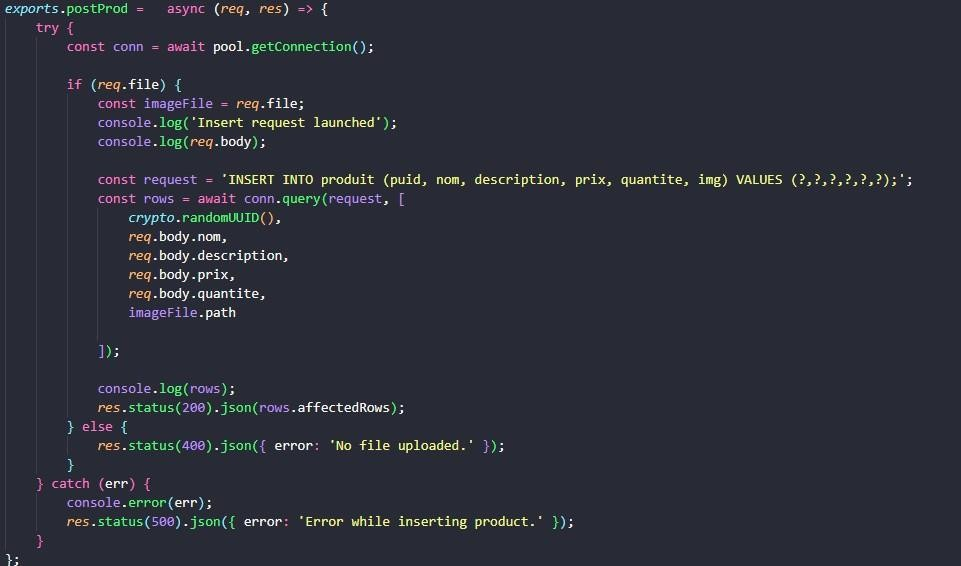 exports.postProd =   async (req, res) => {
    try {
        const conn = await pool.getConnection();

        if (req.file) {
            const imageFile = req.file;
            console.log('Insert request launched');
            console.log(req.body);

            const request = 'INSERT INTO produit (puid, nom, description, prix, quantite, img) VALUES (?,?,?,?,?,?);';
            const rows = await conn.query(request, [
                crypto.randomUUID(),
                req.body.nom,
                req.body.description,
                req.body.prix,
                req.body.quantite,
                imageFile.path

            ]);

            console.log(rows);
            res.status(200).json(rows.affectedRows);
        } else {
            res.status(400).json({ error: 'No file uploaded.' });
        }
    } catch (err) {
        console.error(err);
        res.status(500).json({ error: 'Error while inserting product.' });
    }
};